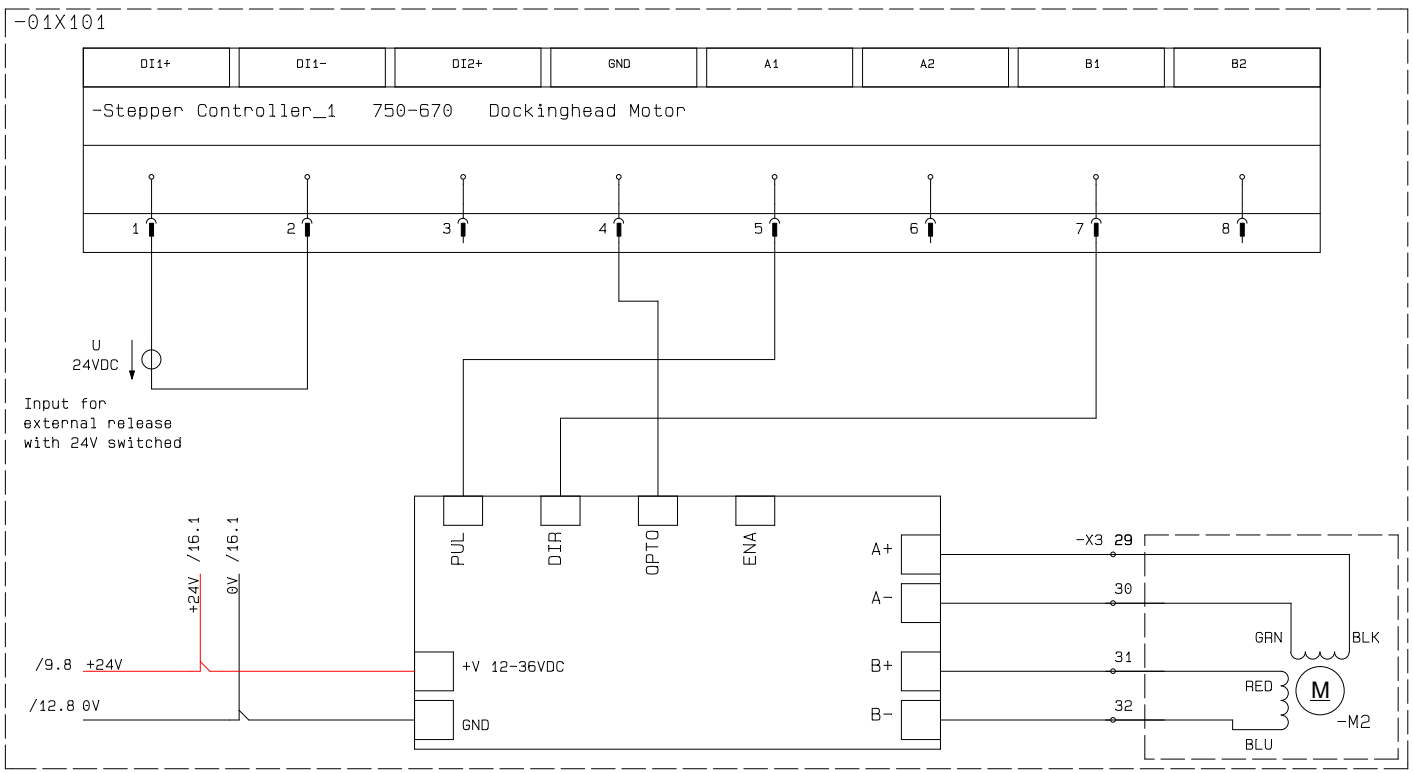 -01X101
DI1+ DI1- DI2+ GND A1 A2 B1 B2
-Stepper Controller_1 750-670 Dockinghead Motor
1 2 3 4 5 6 7 8
U
24VDC
Input for
external release
with 24V switched
+24V /16.1
0V /16.1
/9.8 +24V
/12.8 0V
PUL
DIR
OPTO
ENA
+V 12-36VDC
GND
A+
A-
B+
B-
-X3 29
30
31
32
GRN
BLK
RED
BLU
M
-M2